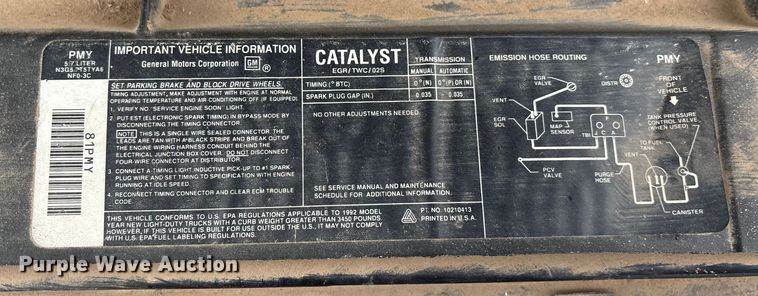 PMY
5.7 LITER
NF0-3C
IMPORTANT VEHICLE INFORMATION
General Motors Corporation GM
SET PARKING BRAKE AND BLOCK DRIVE WHEELS.
TIMING ADJUSTMENT, MAKE ADJUSTMENT WITH ENGINE AT NORMAL
OPERATING TEMPERATURE AND AIR CONDITIONING OFF (IF EQUIPPED).
1. VERIFY NO "SERVICE ENGINE SOON" LIGHT.
2. PUT EST (ELECTRONIC SPARK TIMING) IN BYPASS MODE BY
DISCONNECTING THE TIMING CONNECTOR.
NOTE THIS IS A SINGLE WIRE SEALED CONNECTOR. THE
LEADS ARE TAN WITH A BLACK STRIPE AND BREAK OUT OF
THE ENGINE WIRING HARNESS CONDUIT BEHIND THE
ELECTRICAL JUNCTION BOX COVER. DO NOT DISCONNECT
FOUR-WIRE CONNECTOR AT DISTRIBUTOR.
3. CONNECT A TIMING LIGHT INDUCTIVE PICK-UP TO #1 SPARK
PLUG WIRE AND SET TIMING TO SPECIFICATION WITH ENGINE
RUNNING AT IDLE SPEED.
4. RECONNECT TIMING CONNECTOR AND CLEAR ECM TROUBLE
CODE.
CATALYST
EGR/TWC/02S
TRANSMISSION
MANUAL AUTOMATIC
TIMING (° BTC) 0° (N) 0° (P) OR (N)
SPARK PLUG GAP (IN.) 0.035 0.035
NO OTHER ADJUSTMENTS NEEDED.
SEE SERVICE MANUAL AND MAINTENANCE
SCHEDULE FOR ADDITIONAL INFORMATION.
THIS VEHICLE CONFORMS TO U.S. EPA REGULATIONS APPLICABLE TO 1992 MODEL
YEAR NEW LIGHT-DUTY TRUCKS WITH A CURB WEIGHT GREATER THAN 3450 POUNDS.
HOWEVER, IF THIS VEHICLE IS BUILT FOR USE OUTSIDE THE U.S., IT MAY NOT COMPLY
WITH U.S. EPA FUEL LABELING REGULATIONS.
PT. NO. 10210413
PRINTED IN U.S.A.
EMISSION HOSE ROUTING
PMY
EGR
VALVE
DISTR
FRONT
OF
VEHICLE
VENT
EGR
SOL
MAP
SENSOR
TBI
C A
TANK PRESSURE
CONTROL VALVE
(WHEN USED)
TO FUEL
TANK
VENT
PCV
VALVE
PURGE
HOSE
CANISTER
81PMY
Purple Wave Auction